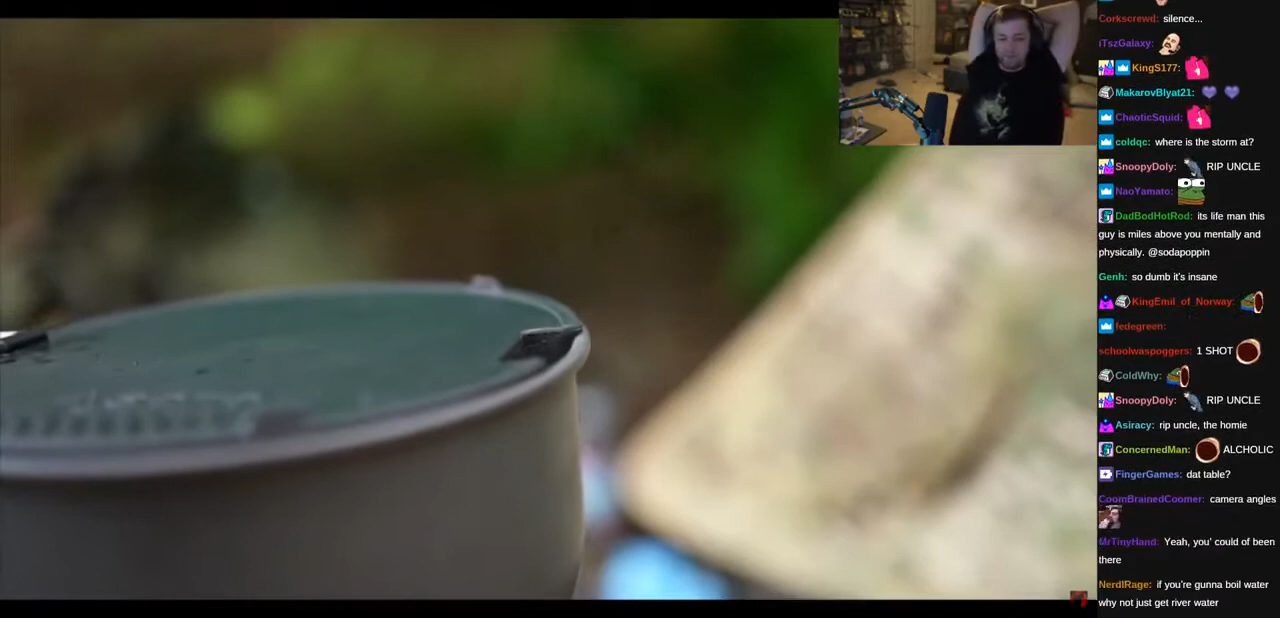 Corkscrewd: silence...
iTszGalaxy:
KingS177:
MakarovBlyat21:
ChaoticSquid:
coldqc: where is the storm at?
SnoopyDoly: RIP UNCLE
NaoYamato:
DadBodHotRod: its life man this
guy is miles above you mentally and
physically. @sodapoppin
Genh: so dumb it's insane
KingEmil_of_Norway:
fedegreen:
schoolwaspoggers: 1 SHOT
ColdWhy:
SnoopyDoly: RIP UNCLE
Asiracy: rip uncle, the homie
ConcernedMan: ALCHOLIC
FingerGames: dat table?
CoomBrainedCoomer: camera angles
MrTinyHand: Yeah, you' could of been
there
NerdIRage: if you're gunna boil water
why not just get river water